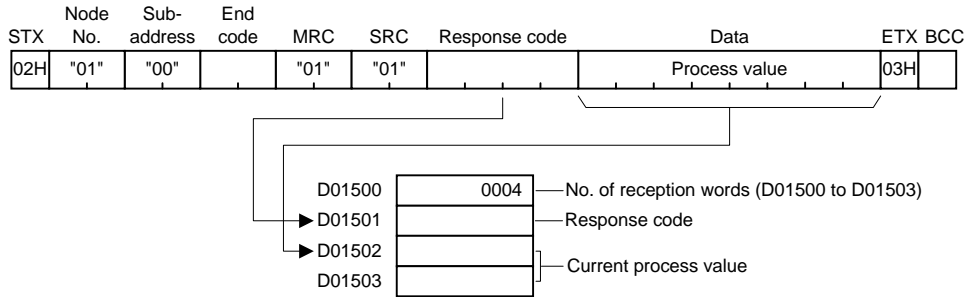 Node Sub- End
STX No. address code MRC SRC Response code Data ETX BCC
02H "01" "00" "01" "01" Process value 03H
D01500 0004 No. of reception words (D01500 to D01503)
D01501 Response code
D01502
Current process value
D01503